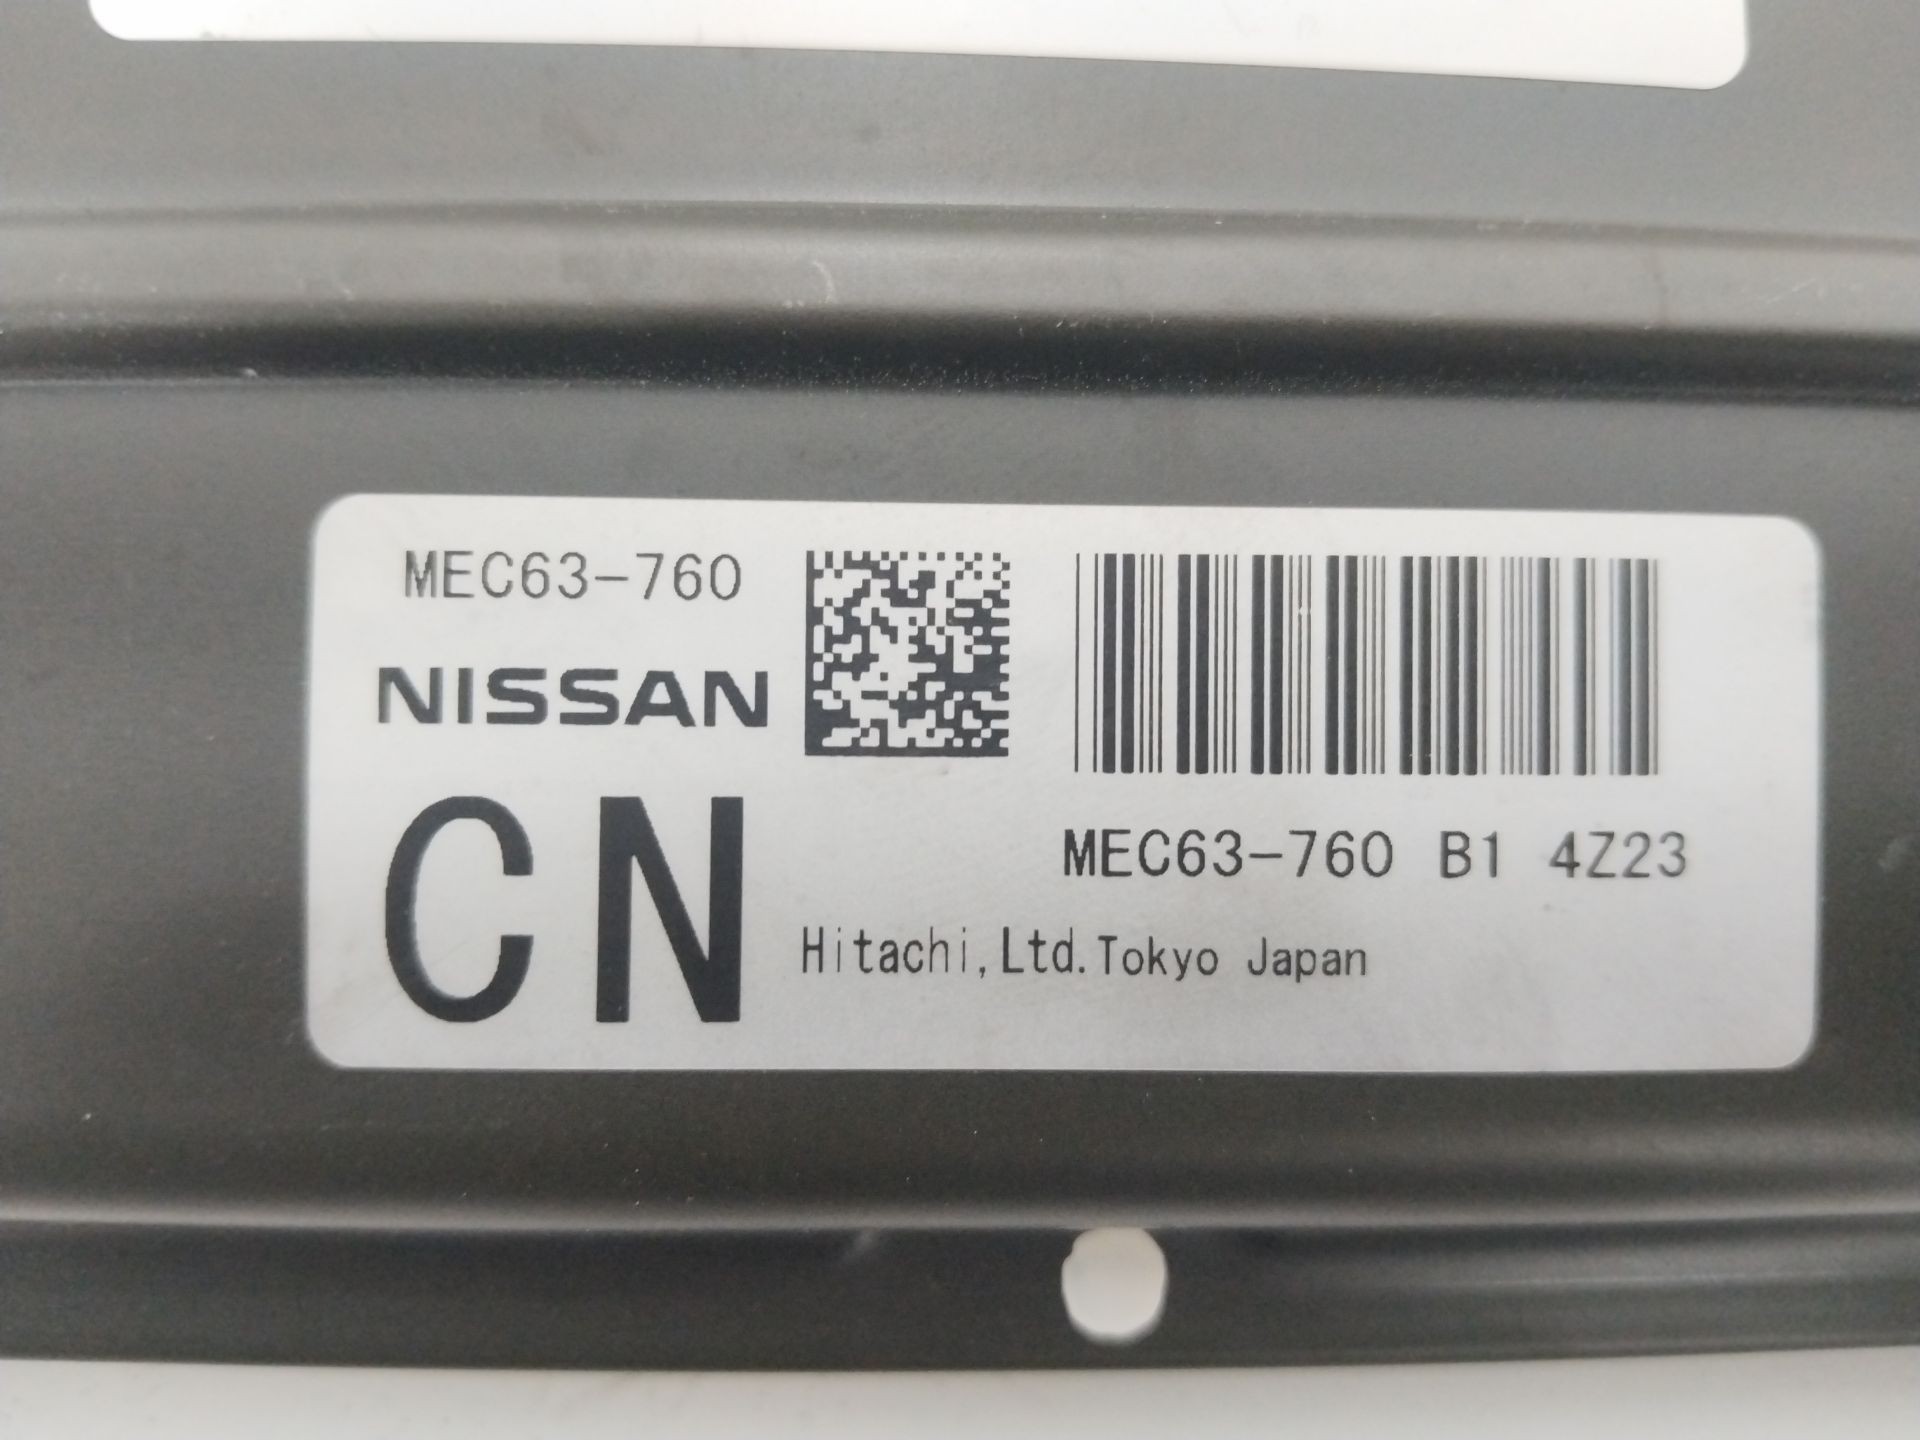 MEC63-760
NISSAN
CN
MEC63-760 B1 4Z23
Hitachi,Ltd.Tokyo Japan